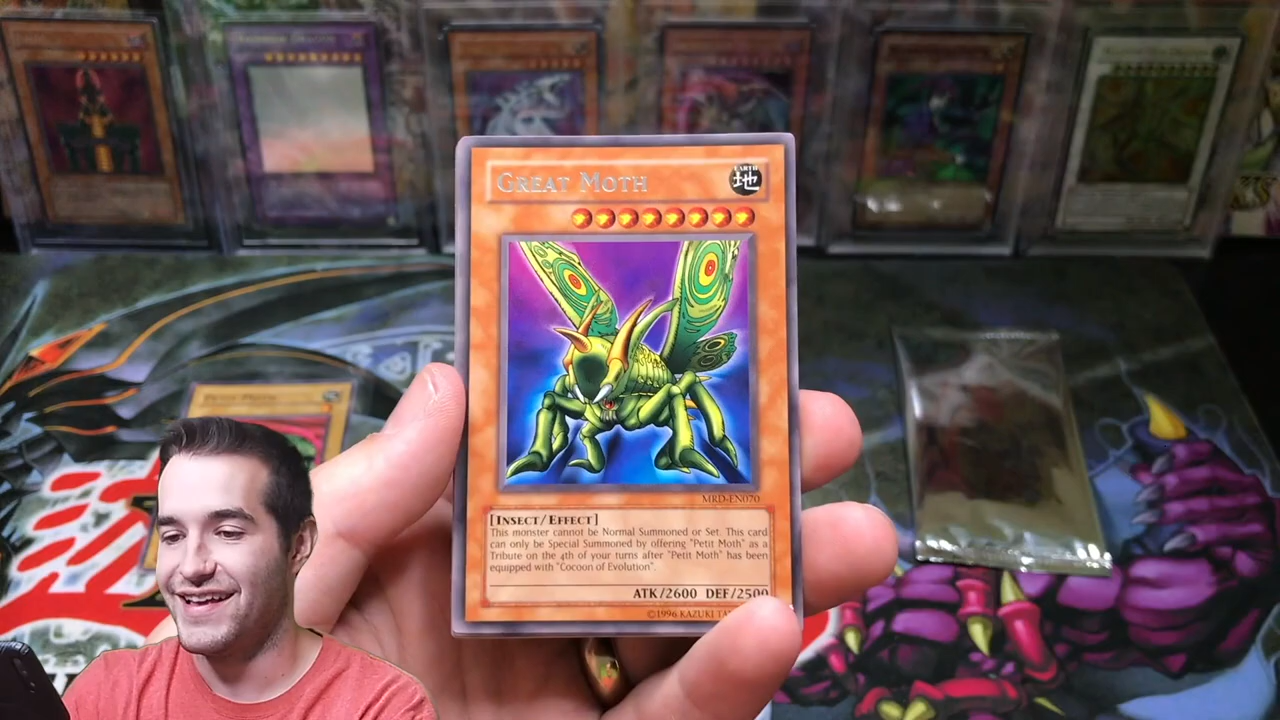 GREAT MOTH
EARTH
地
MRD-EN070
[INSECT/EFFECT]
This monster cannot be Normal Summoned or Set. This card
can only be Special Summoned by offering "Petit Moth" as a
Tribute on the 4th of your turns after "Petit Moth" has been
equipped with "Cocoon of Evolution".
ATK/2600 DEF/2500
©1996 KAZUKI TA
PETIT MOTH